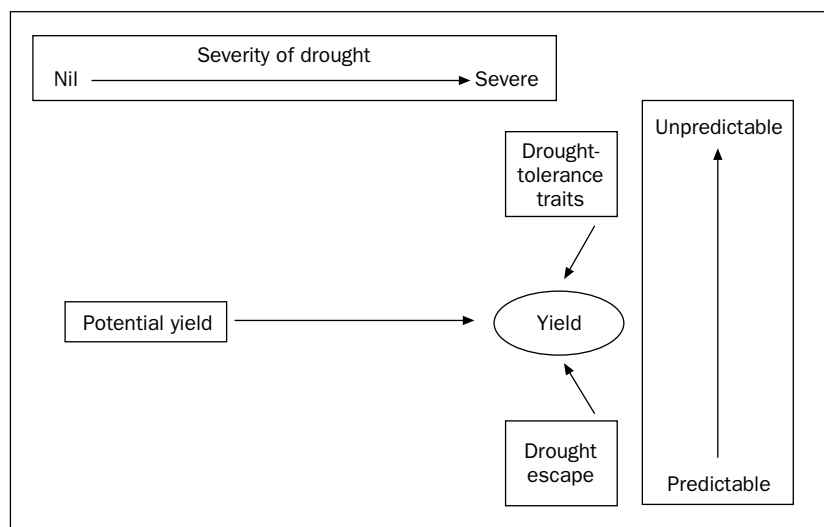 Severity of drought
Nil
Severe
Unpredictable
Drought-
tolerance
traits
Potential yield
Yield
Drought
escape
Predictable